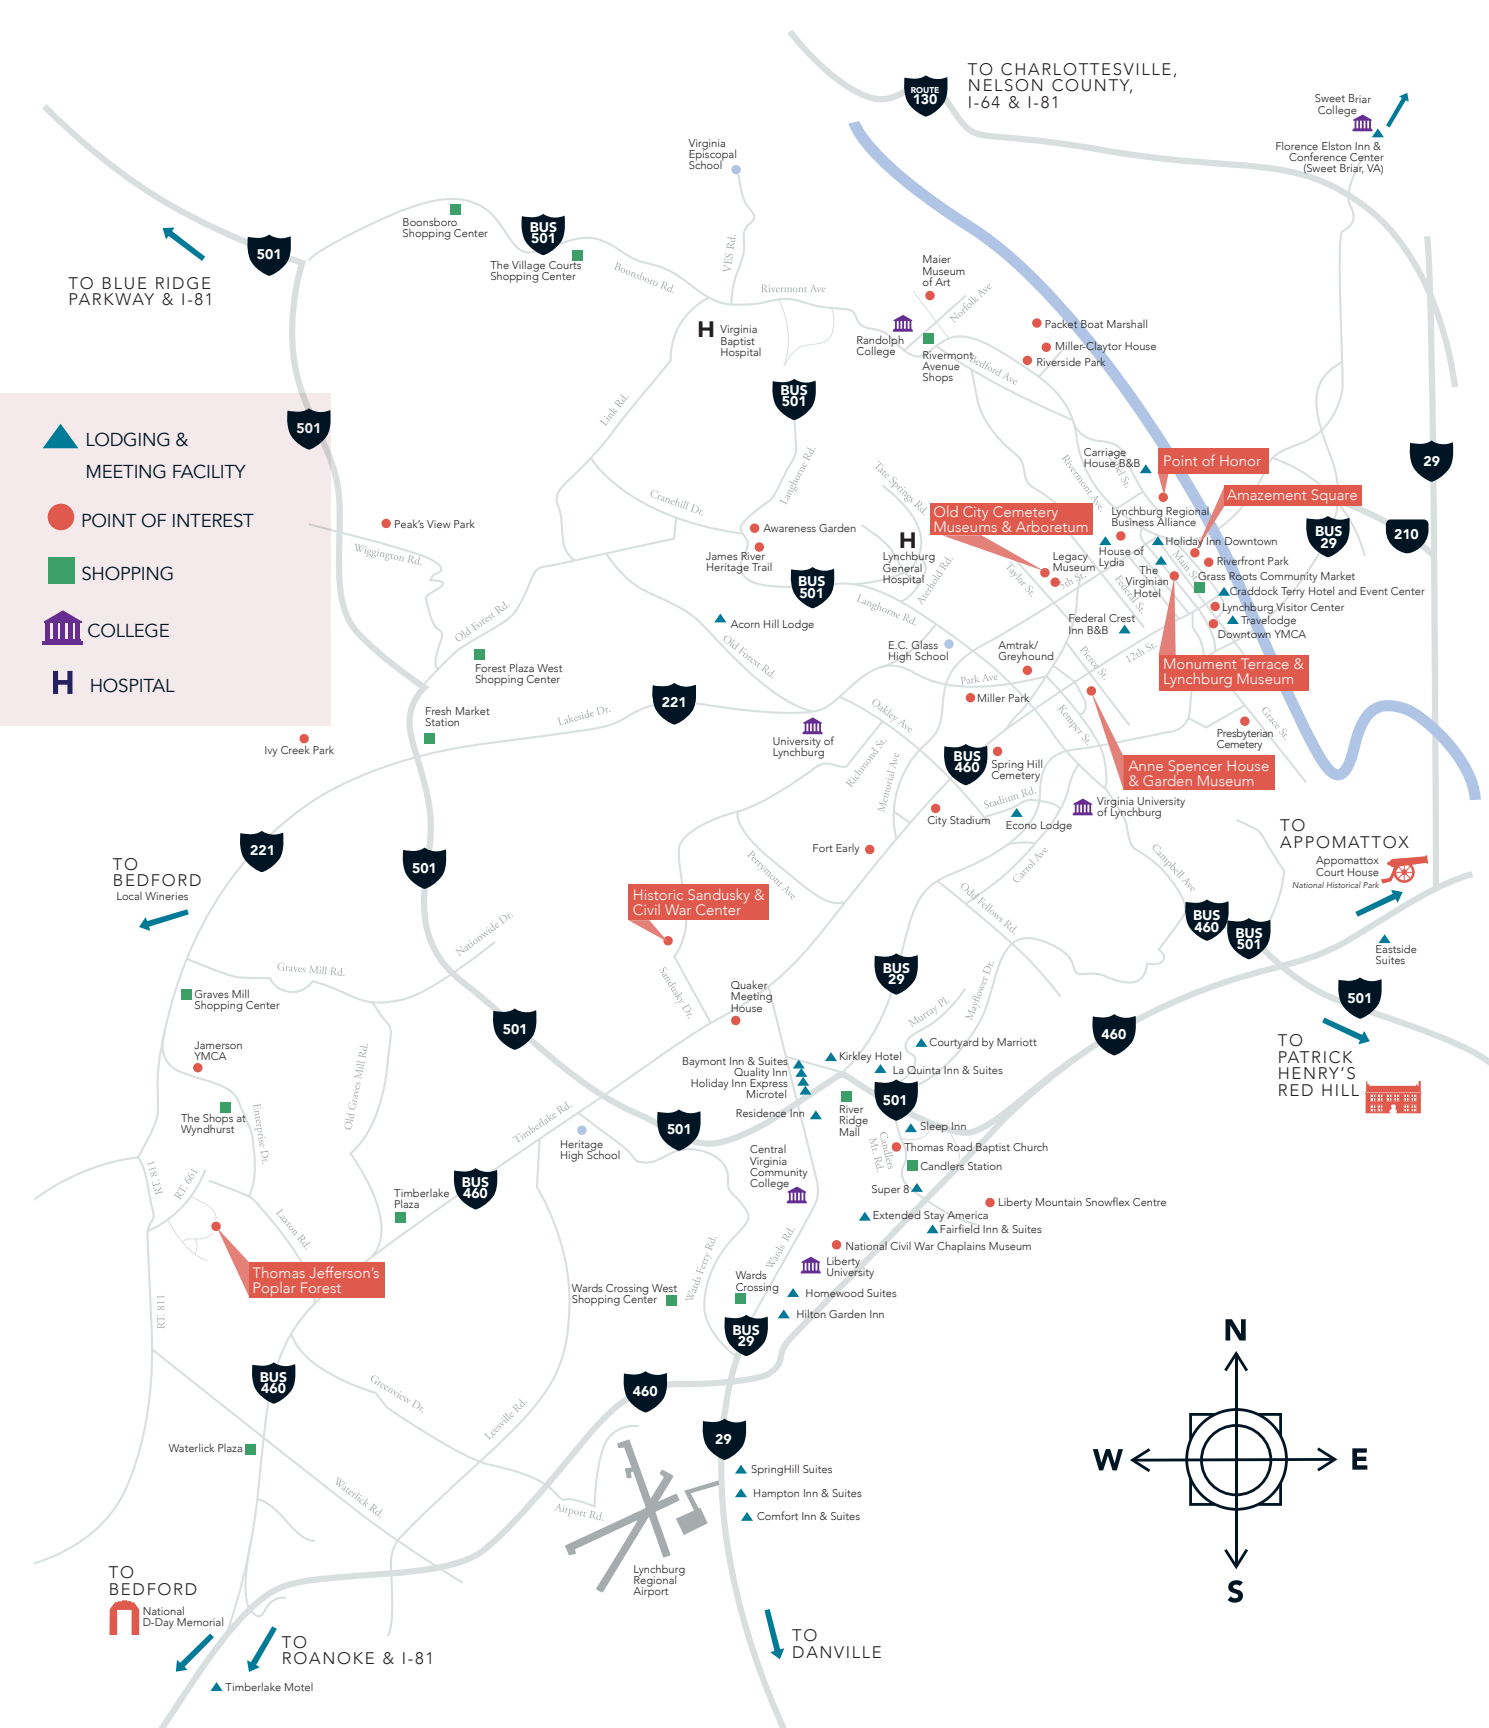 ROUTE
130
TO CHARLOTTESVILLE,
NELSON COUNTY,
I-64 & I-81
Sweet Briar
College
Florence Elston Inn &
Conference Center
(Sweet Briar, VA)
Virginia
Episcopal
School
Boonsboro
Shopping Center
BUS
501
The Village Courts
Shopping Center
501
TO BLUE RIDGE
PARKWAY & I-81
Boonsboro Rd.
VES Rd.
Rivermont Ave
Maier
Museum
of Art
Norfolk Ave
H
Virginia
Baptist
Hospital
Randolph
College
Rivermont
Avenue
Shops
Bedford Ave
Packet Boat Marshall
Miller-Claytor House
Riverside Park
BUS
501
Link Rd.
501
LODGING &
MEETING FACILITY
POINT OF INTEREST
SHOPPING
COLLEGE
H HOSPITAL
Peak's View Park
Wiggington Rd.
Cranehill Dr.
Langhorne Rd.
Tate Springs Rd.
Awareness Garden
James River
Heritage Trail
BUS
501
H
Lynchburg
General
Hospital
Atherhold Rd.
Langhorne Rd.
Old City Cemetery
Museums & Arboretum
Carriage
House B&B
Rivermont Ave.
Point of Honor
Amazement Square
29
BUS
29
210
Lynchburg Regional
Business Alliance
Holiday Inn Downtown
House of
Lydia
Legacy
Museum
5th St.
Taylor St.
The
Virginian
Hotel
Federal St.
Main St.
Riverfront Park
Grass Roots Community Market
Craddock Terry Hotel and Event Center
Lynchburg Visitor Center
Travelodge
Downtown YMCA
Federal Crest
Inn B&B
12th St.
Pierce St.
Monument Terrace &
Lynchburg Museum
Old Forest Rd.
Acorn Hill Lodge
Old Forest Rd.
E.C. Glass
High School
Amtrak/
Greyhound
Park Ave
Miller Park
Forest Plaza West
Shopping Center
Fresh Market
Station
Lakeside Dr.
221
Ivy Creek Park
University of
Lynchburg
Oakley Ave
Richmond St.
Memorial Ave
Kemper St.
BUS
460
Spring Hill
Cemetery
Grace St.
Presbyterian
Cemetery
Anne Spencer House
& Garden Museum
Stadium Rd.
City Stadium
Econo Lodge
Virginia University
of Lynchburg
Fort Early
Perrymont Ave
Carrol Ave
Campbell Ave
Odd Fellows Rd.
TO
APPOMATTOX
Appomattox
Court House
National Historical Park
221
TO
BEDFORD
Local Wineries
501
Historic Sandusky &
Civil War Center
Sandusky Dr.
Nationwide Dr.
Graves Mill Rd.
BUS
460
BUS
501
Eastside
Suites
501
TO
PATRICK
HENRY'S
RED HILL
BUS
29
Mayflower Dr.
Murray Pl.
460
Graves Mill
Shopping Center
Quaker
Meeting
House
501
Jamerson
YMCA
Old Graves Mill Rd.
Courtyard by Marriott
Kirkley Hotel
La Quinta Inn & Suites
Baymont Inn & Suites
Quality Inn
Holiday Inn Express
Microtel
Residence Inn
501
River
Ridge
Mall
Sleep Inn
The Shops at
Wyndhurst
Enterprise Dr.
Timberlake Rd.
Heritage
High School
501
Candlers
Mt. Rd.
Thomas Road Baptist Church
Candlers Station
Central
Virginia
Community
College
Super 8
Liberty Mountain Snowflex Centre
Extended Stay America
Fairfield Inn & Suites
National Civil War Chaplains Museum
RT. 811
RT. 661
BUS
460
Timberlake
Plaza
Laxton Rd.
Thomas Jefferson's
Poplar Forest
RT. 811
Wards Rd.
Wards Ferry Rd.
Liberty
University
Wards Crossing West
Shopping Center
Wards
Crossing
Homewood Suites
Hilton Garden Inn
BUS
29
BUS
460
Greenview Dr.
Leesville Rd.
460
29
Waterlick Plaza
Waterlick Rd.
Airport Rd.
SpringHill Suites
Hampton Inn & Suites
Comfort Inn & Suites
Lynchburg
Regional
Airport
TO
BEDFORD
National
D-Day Memorial
TO
ROANOKE & I-81
Timberlake Motel
TO
DANVILLE
N
W
E
S